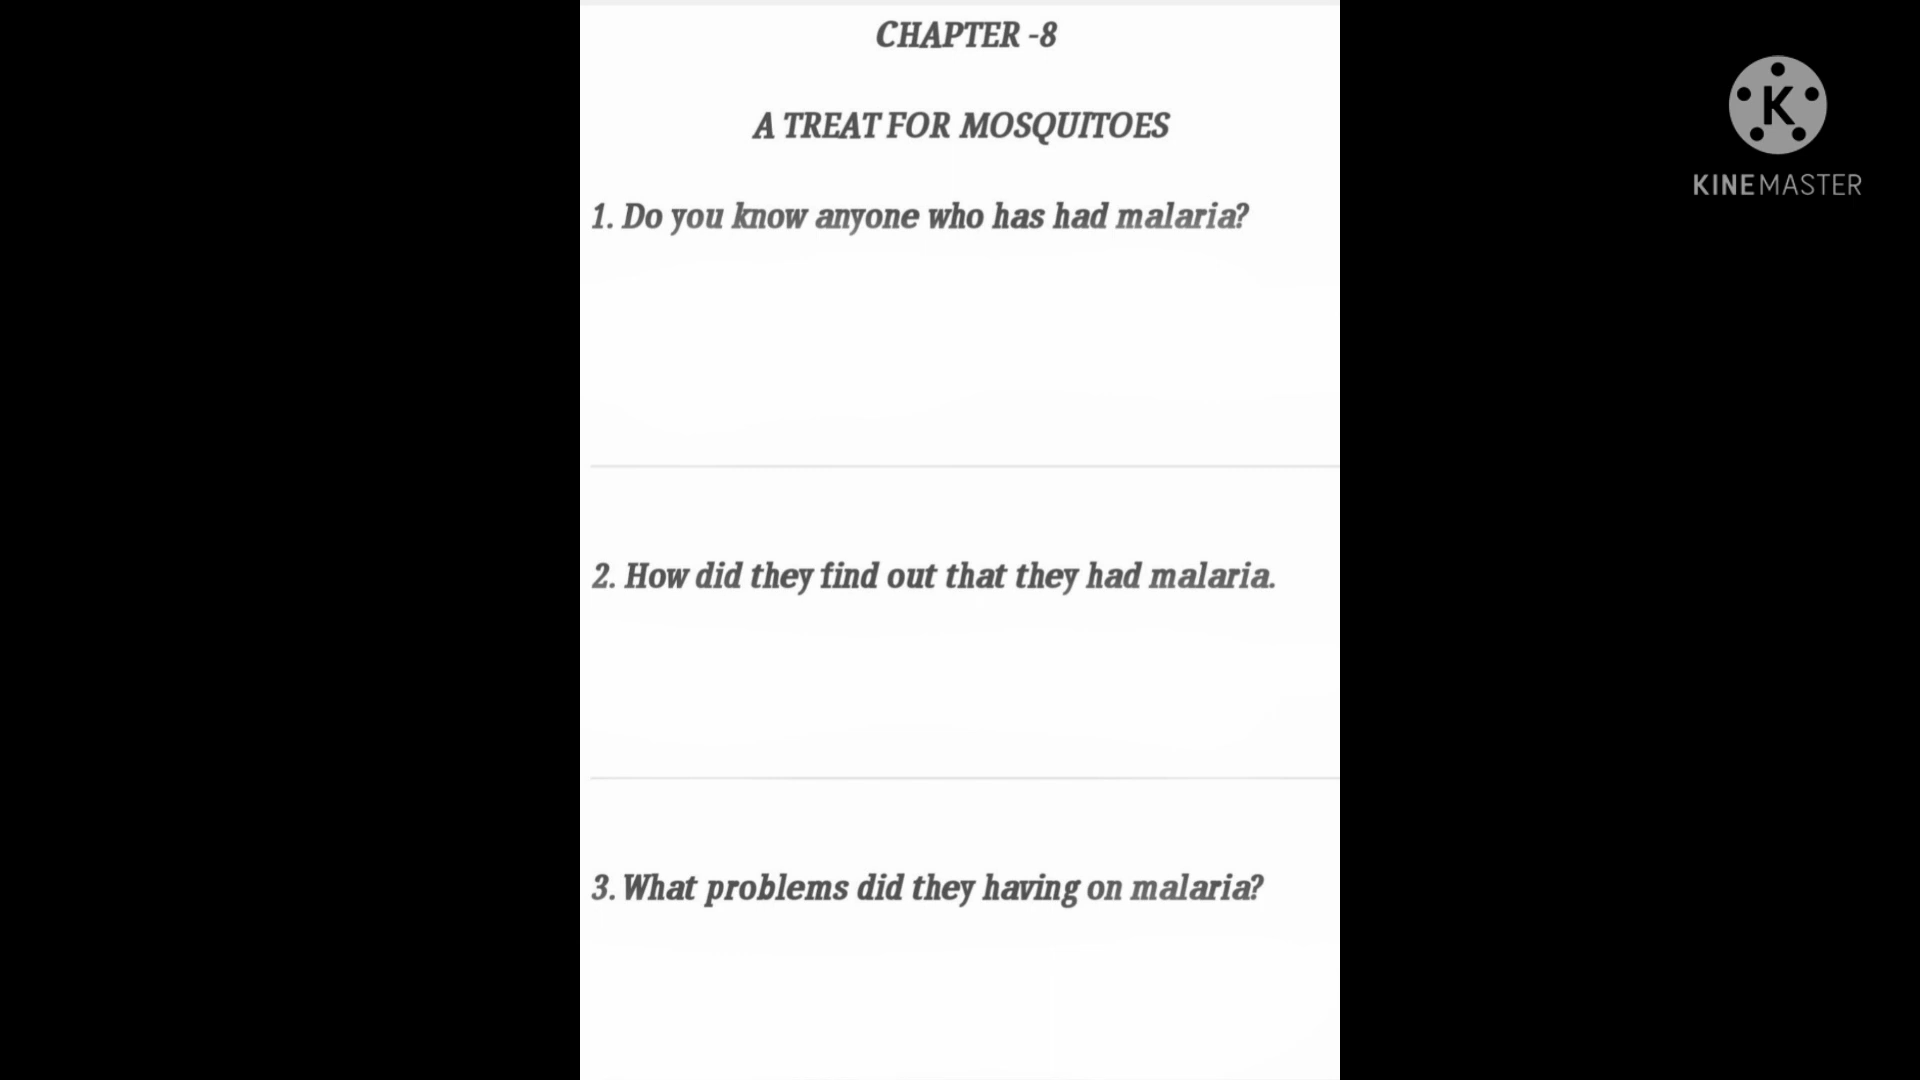 CHAPTER -8
A TREAT FOR MOSQUITOES
1. Do you know anyone who has had malaria?
2. How did they find out that they had malaria.
3. What problems did they having on malaria?
K
KINEMASTER